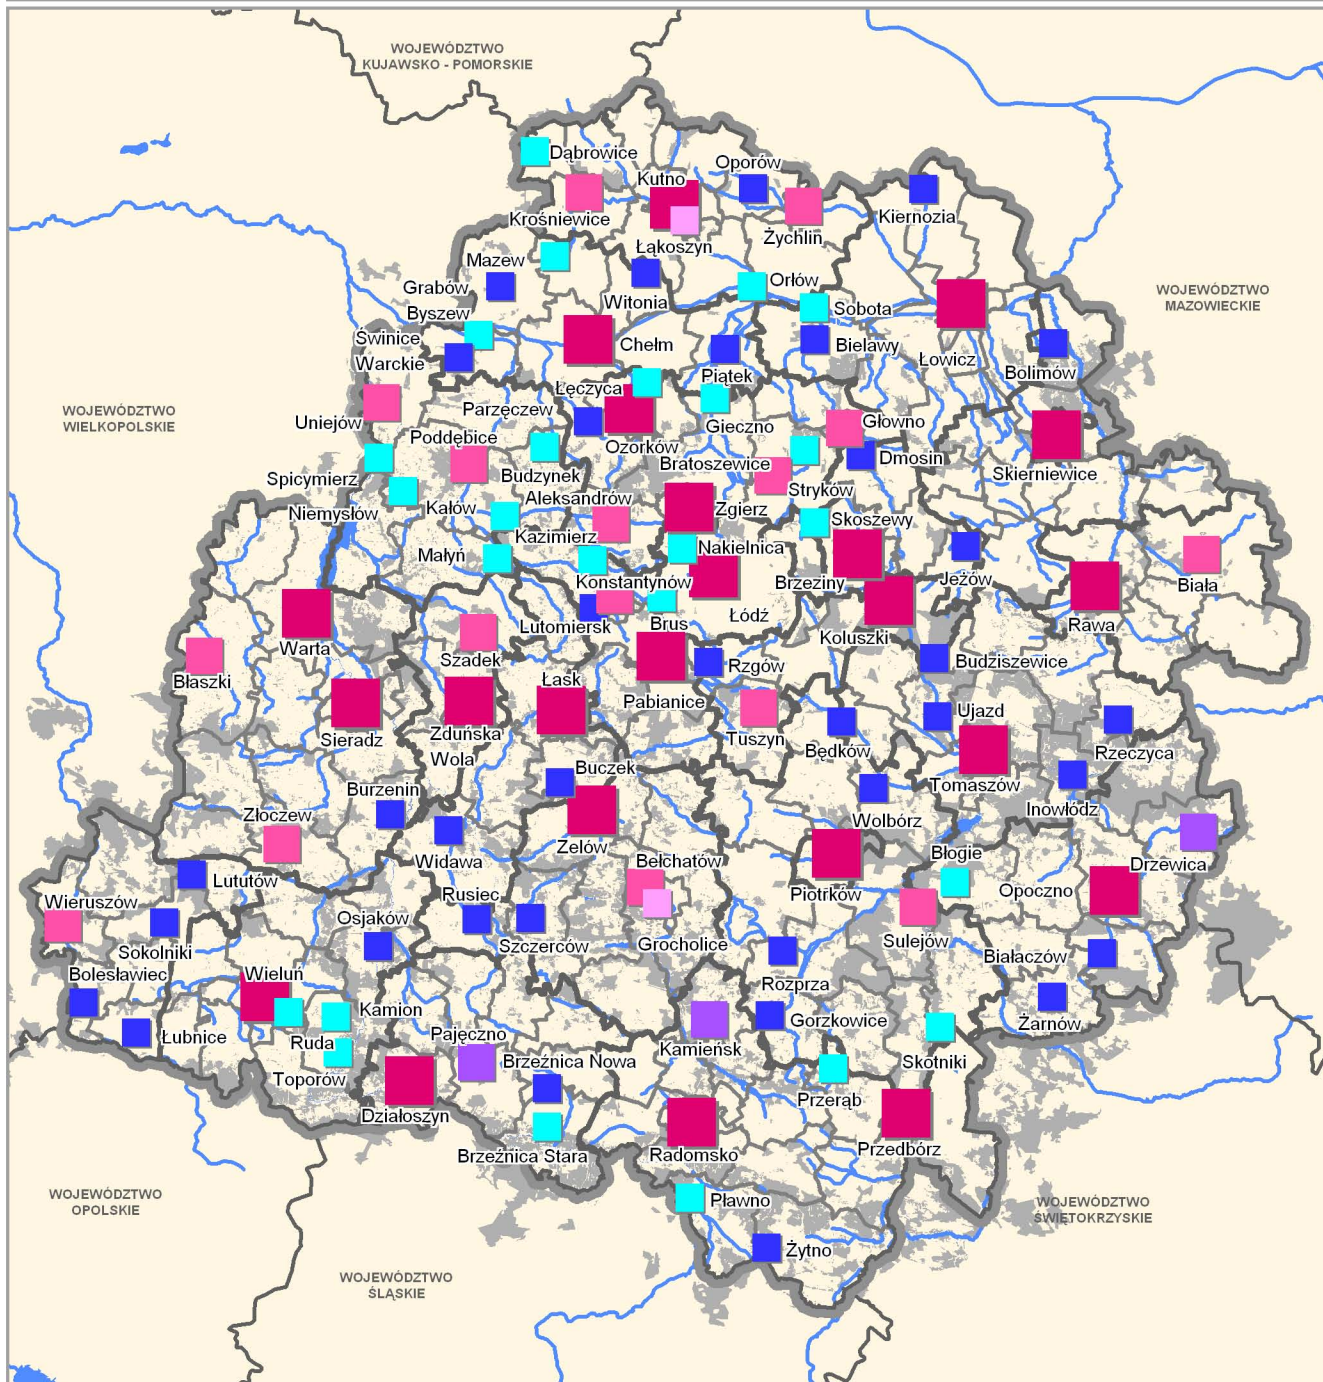 WOJEWÓDZTWO
KUJAWSKO - POMORSKIE
Dąbrowice
Oporów
Kutno
Krośniewice
Kiernozia
Żychlin
Łąkoszyn
Mazew
Orłów
Grabów
Witonia
WOJEWÓDZTWO
MAZOWIECKIE
Byszew
Sobota
Świnice
Warckie
Chełm
Bielawy
Łowicz
Bolimów
Piątek
Łęczyca
WOJEWÓDZTWO
WIELKOPOLSKIE
Parzęczew
Uniejów
Gieczno
Głowno
Poddębice
Ozorków
Bratoszewice
Dmosin
Skierniewice
Spicymierz
Budzynek
Stryków
Aleksandrów
Niemysłów
Kałów
Zgierz
Skoszewy
Kazimierz
Małyń
Nakielnica
Konstantynów
Brzeziny
Jeżów
Biała
Łódź
Lutomiersk
Brus
Koluszki
Rawa
Warta
Szadek
Błaszki
Rzgów
Budziszewice
Łask
Pabianice
Ujazd
Sieradz
Zduńska
Wola
Tuszyn
Będków
Rzeczyca
Buczek
Tomaszów
Burzenin
Inowłódz
Złoczew
Wolbórz
Widawa
Zelów
Bełchatów
Błogie
Drzewica
Lututów
Piotrków
Opoczno
Wieruszów
Rusiec
Osjaków
Sulejów
Sokolniki
Szczerców
Grocholice
Białaczów
Bolesławiec
Wieluń
Rozprza
Kamion
Żarnów
Łubnice
Ruda
Pajęczno
Kamieńsk
Gorzkowice
Brzeźnica Nowa
Skotniki
Toporów
Przerąb
Działoszyn
Brzeźnica Stara
Radomsko
Przedbórz
WOJEWÓDZTWO
OPOLSKIE
Pławno
WOJEWÓDZTWO
ŚWIĘTOKRZYSKIE
Żytno
WOJEWÓDZTWO
ŚLĄSKIE